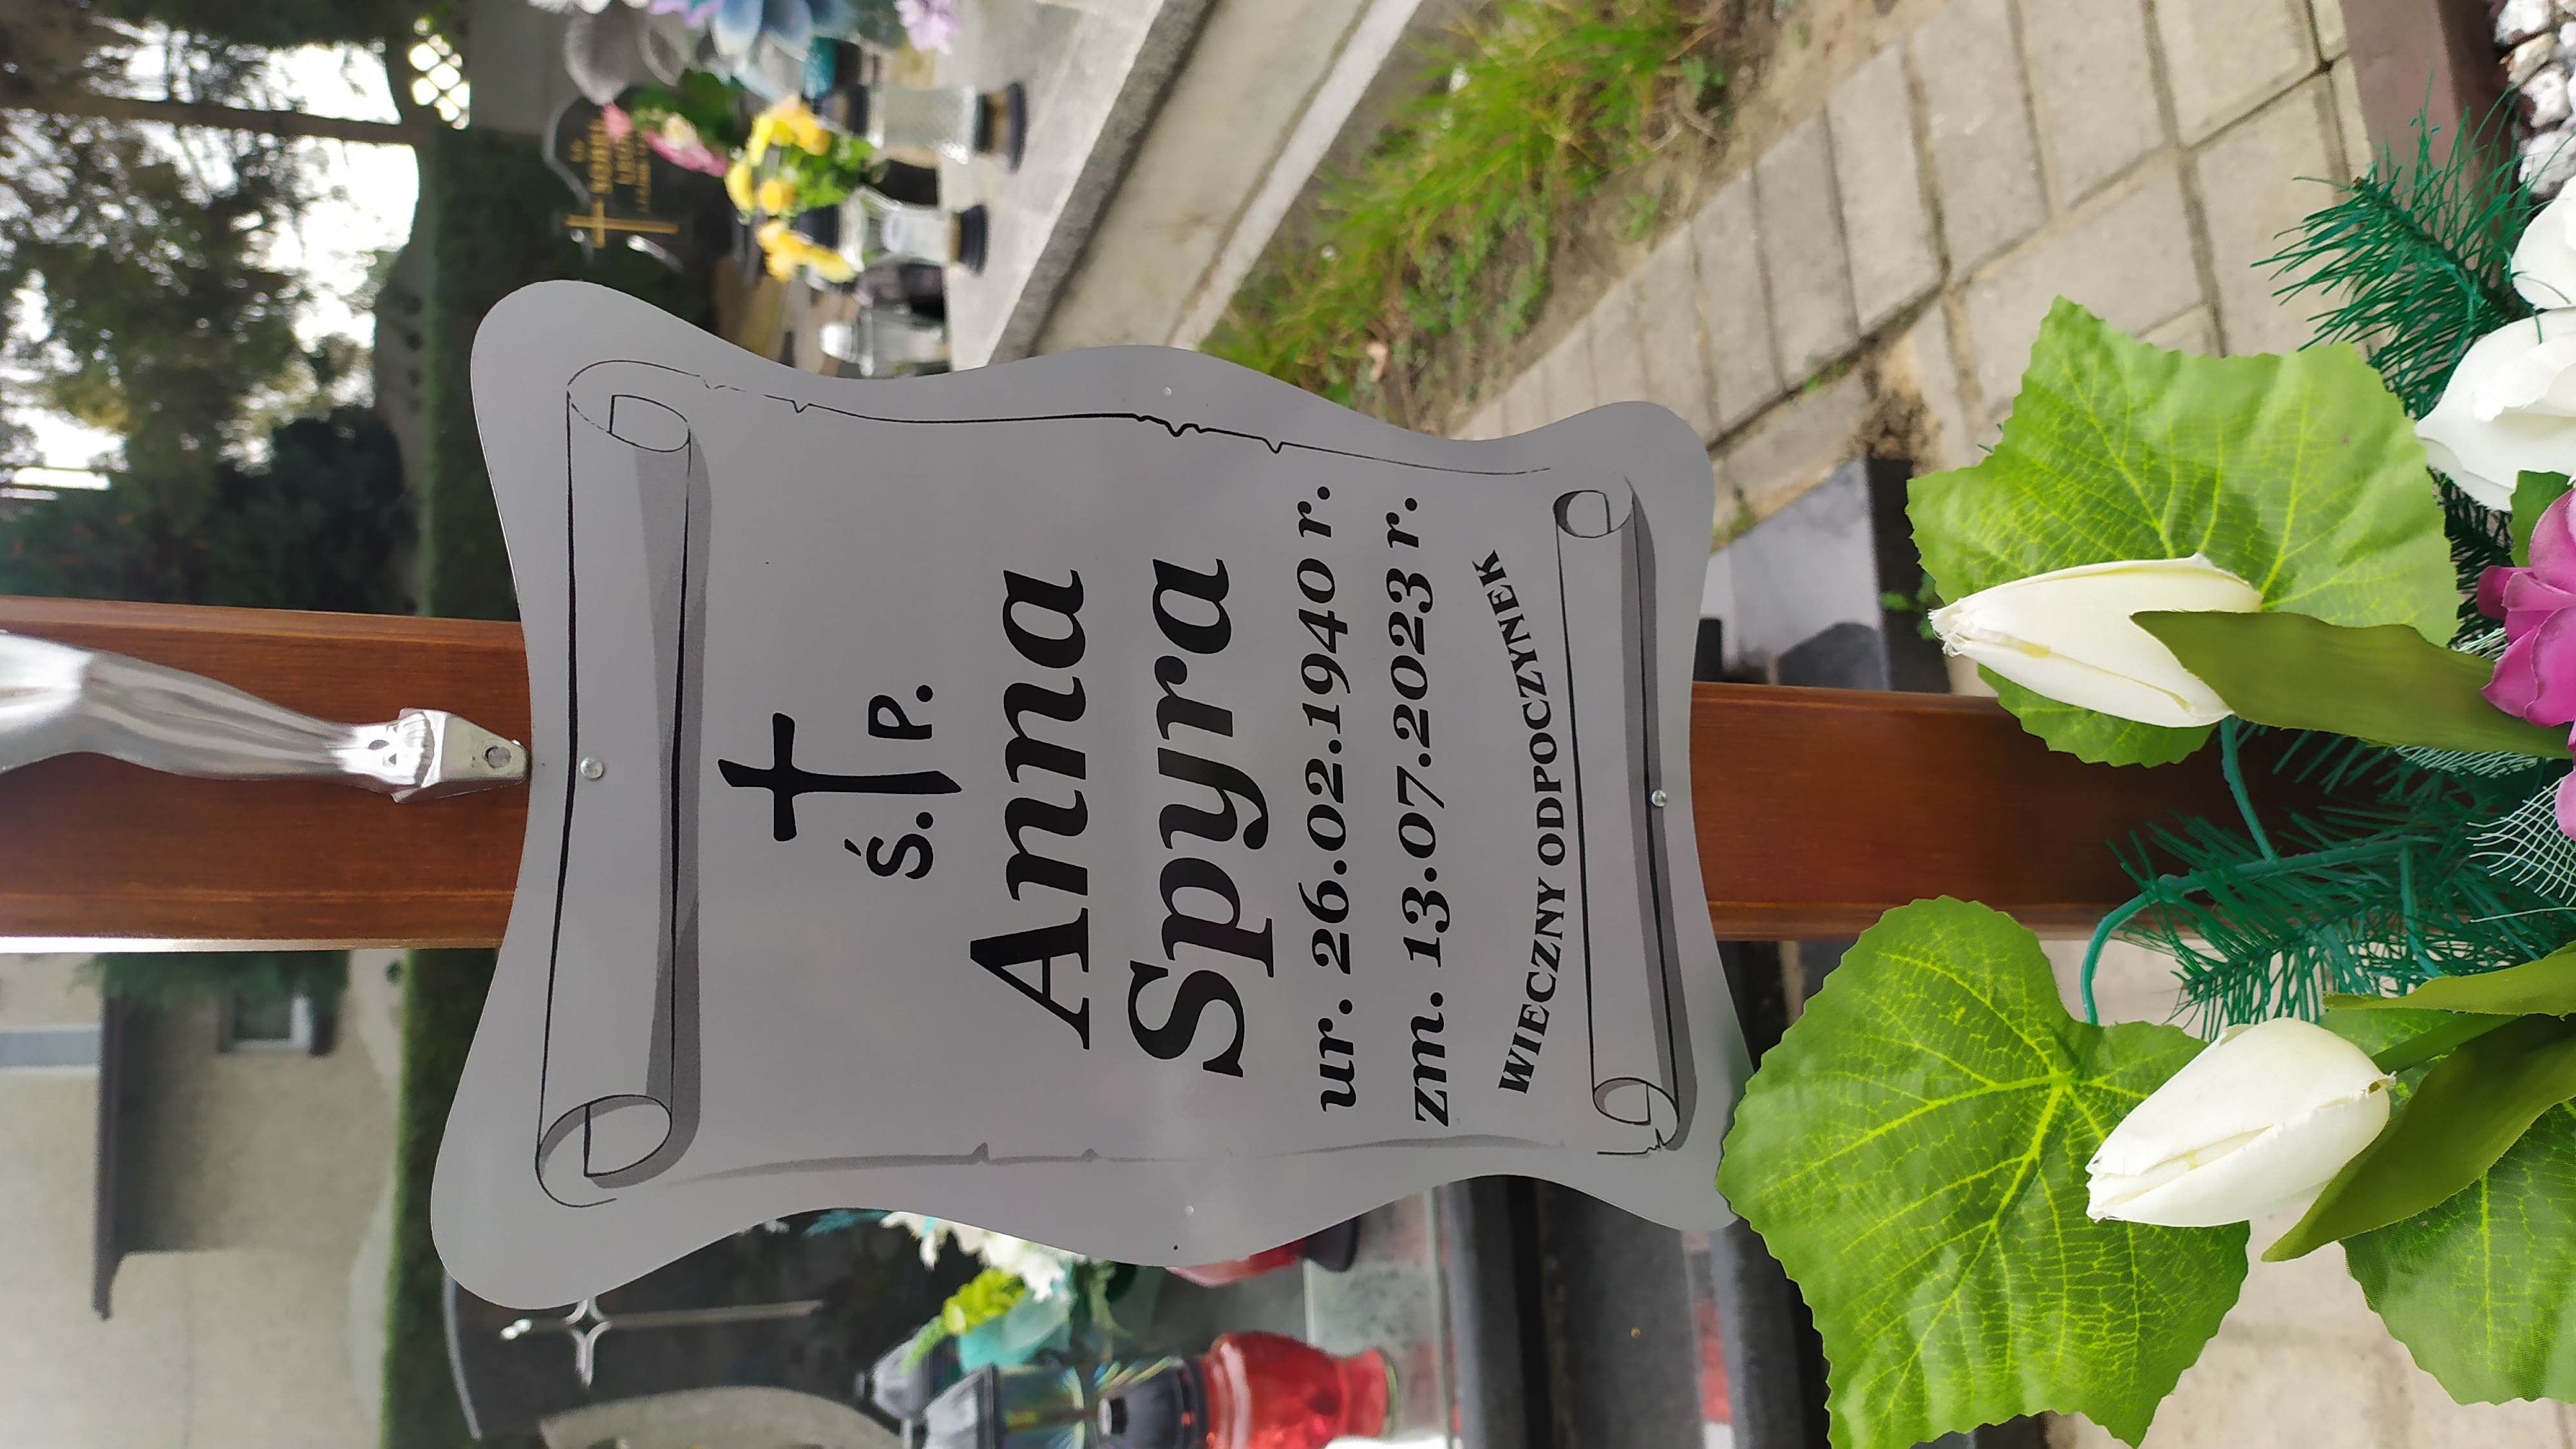 Ś. P.
Anna
Spyra
ur. 26.02.1940 r.
zm. 13.07.2023 r.
WIECZNY ODPOCZYNEK